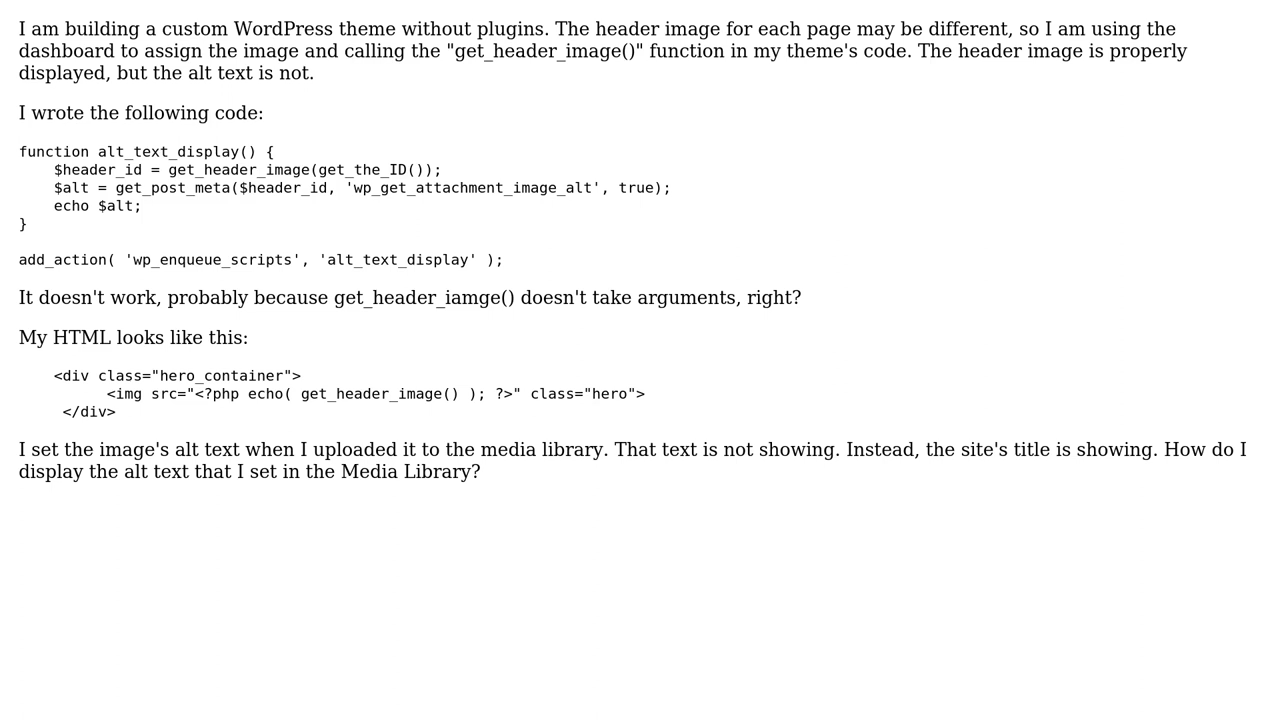 I am building a custom WordPress theme without plugins. The header image for each page may be different, so I am using the
dashboard to assign the image and calling the "get_header_image()" function in my theme's code. The header image is properly
displayed, but the alt text is not.
I wrote the following code:
function alt_text_display() {
    $header_id = get_header_image(get_the_ID());
    $alt = get_post_meta($header_id, 'wp_get_attachment_image_alt', true);
    echo $alt;
}
add_action( 'wp_enqueue_scripts', 'alt_text_display' );
It doesn't work, probably because get_header_iamge() doesn't take arguments, right?
My HTML looks like this:
    <div class="hero_container">
          <img src="<?php echo( get_header_image() ); ?>" class="hero">
     </div>
I set the image's alt text when I uploaded it to the media library. That text is not showing. Instead, the site's title is showing. How do I
display the alt text that I set in the Media Library?